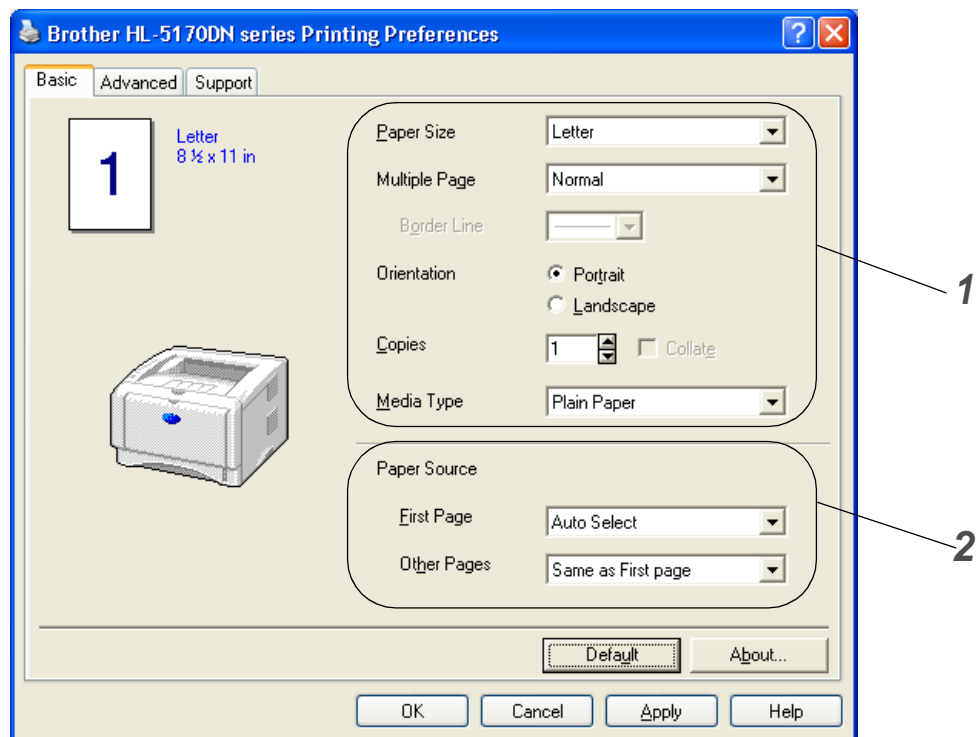 Brother HL-5170DN series Printing Preferences
Basic Advanced Support
1
Letter
8 ½ x 11 in
Paper Size Letter
Multiple Page Normal
Border Line
Orientation Portrait
Landscape
Copies 1 Collate
Media Type Plain Paper
1
Paper Source
First Page Auto Select
Other Pages Same as First page
2
Default About...
OK Cancel Apply Help